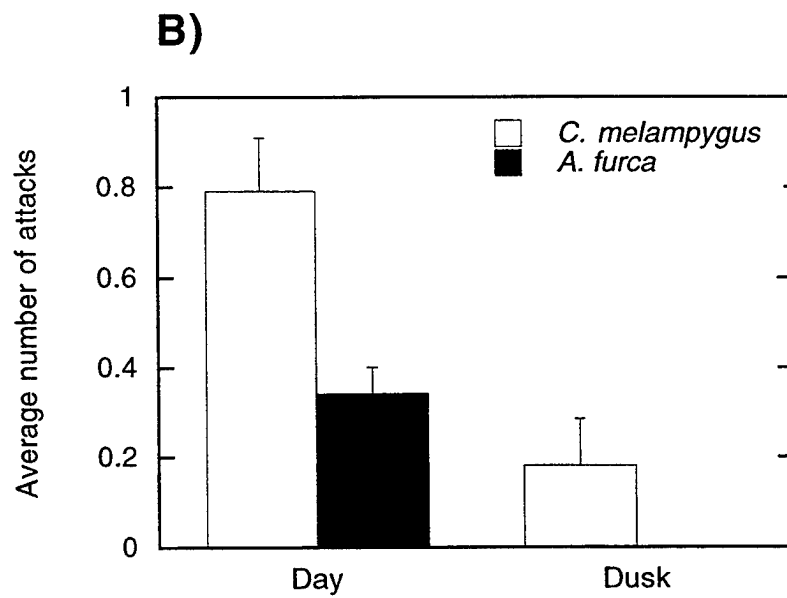 B)
1
0.8
0.6
0.4
0.2
0
Average number of attacks
C. melampygus
A. furca
Day
Dusk